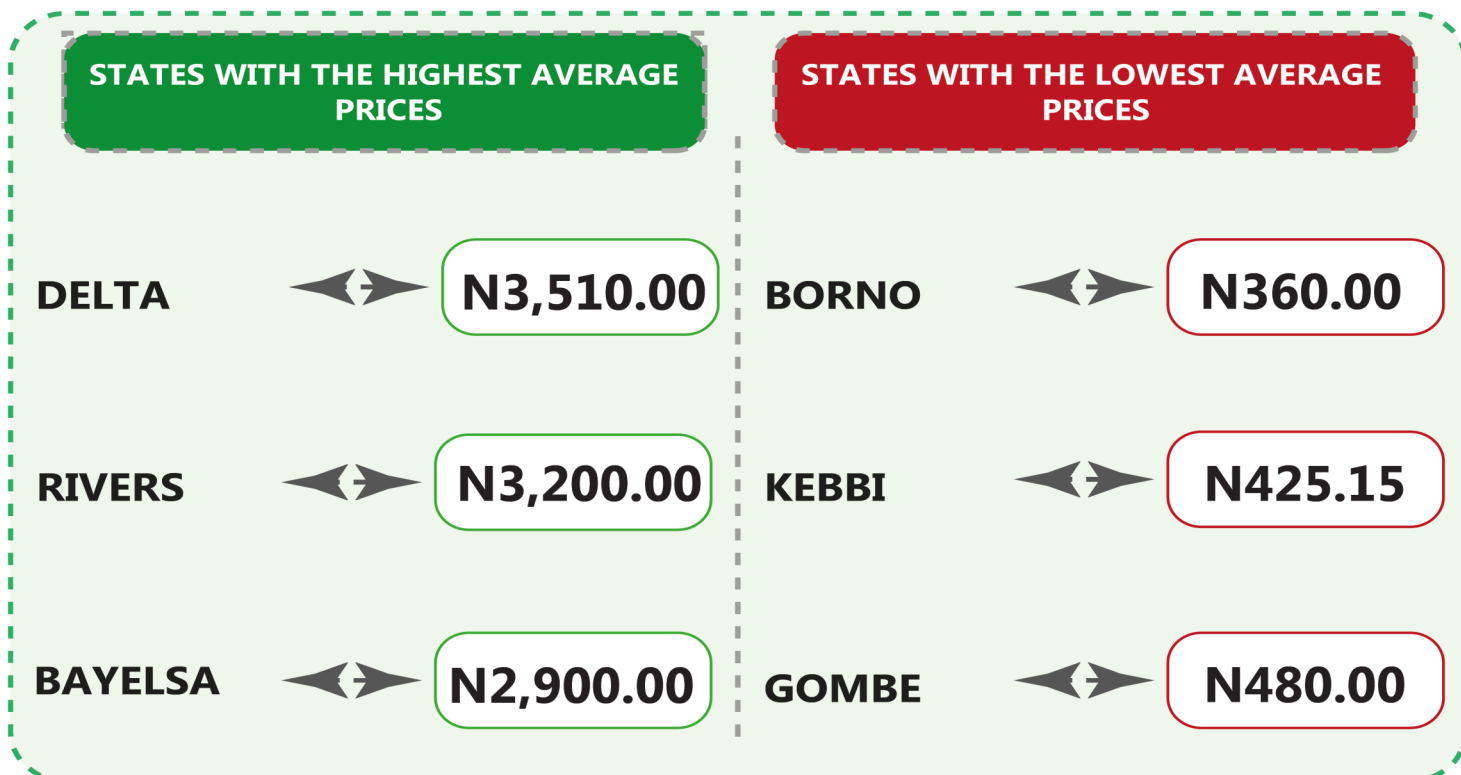 STATES WITH THE HIGHEST AVERAGE
PRICES
DELTA
N3,510.00
RIVERS
N3,200.00
BAYELSA
N2,900.00
STATES WITH THE LOWEST AVERAGE
PRICES
BORNO
N360.00
KEBBI
N425.15
GOMBE
N480.00